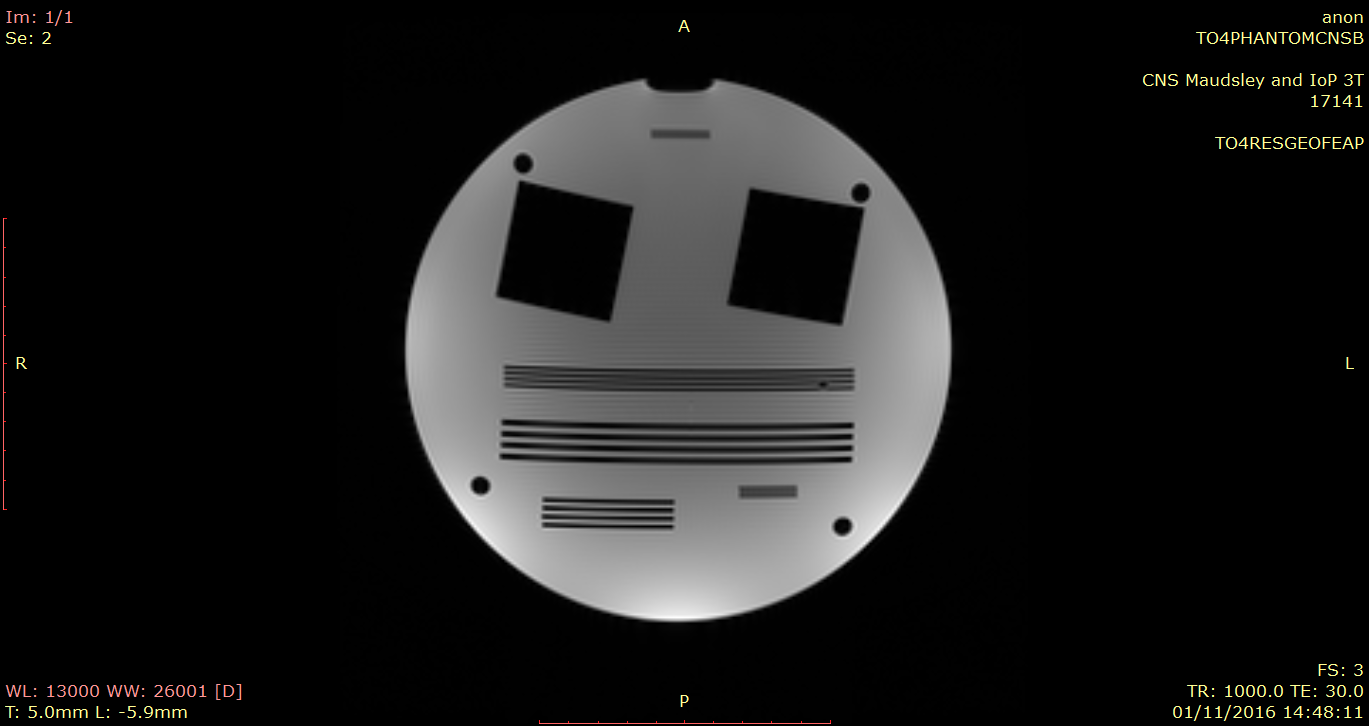 Im: 1/1
Se: 2
A
anon
TO4PHANTOMCNSB
CNS Maudsley and IoP 3T
17141
TO4RESGEOFEAP
R
L
WL: 13000 WW: 26001 [D]
T: 5.0mm L: -5.9mm
P
FS: 3
TR: 1000.0 TE: 30.0
01/11/2016 14:48:11